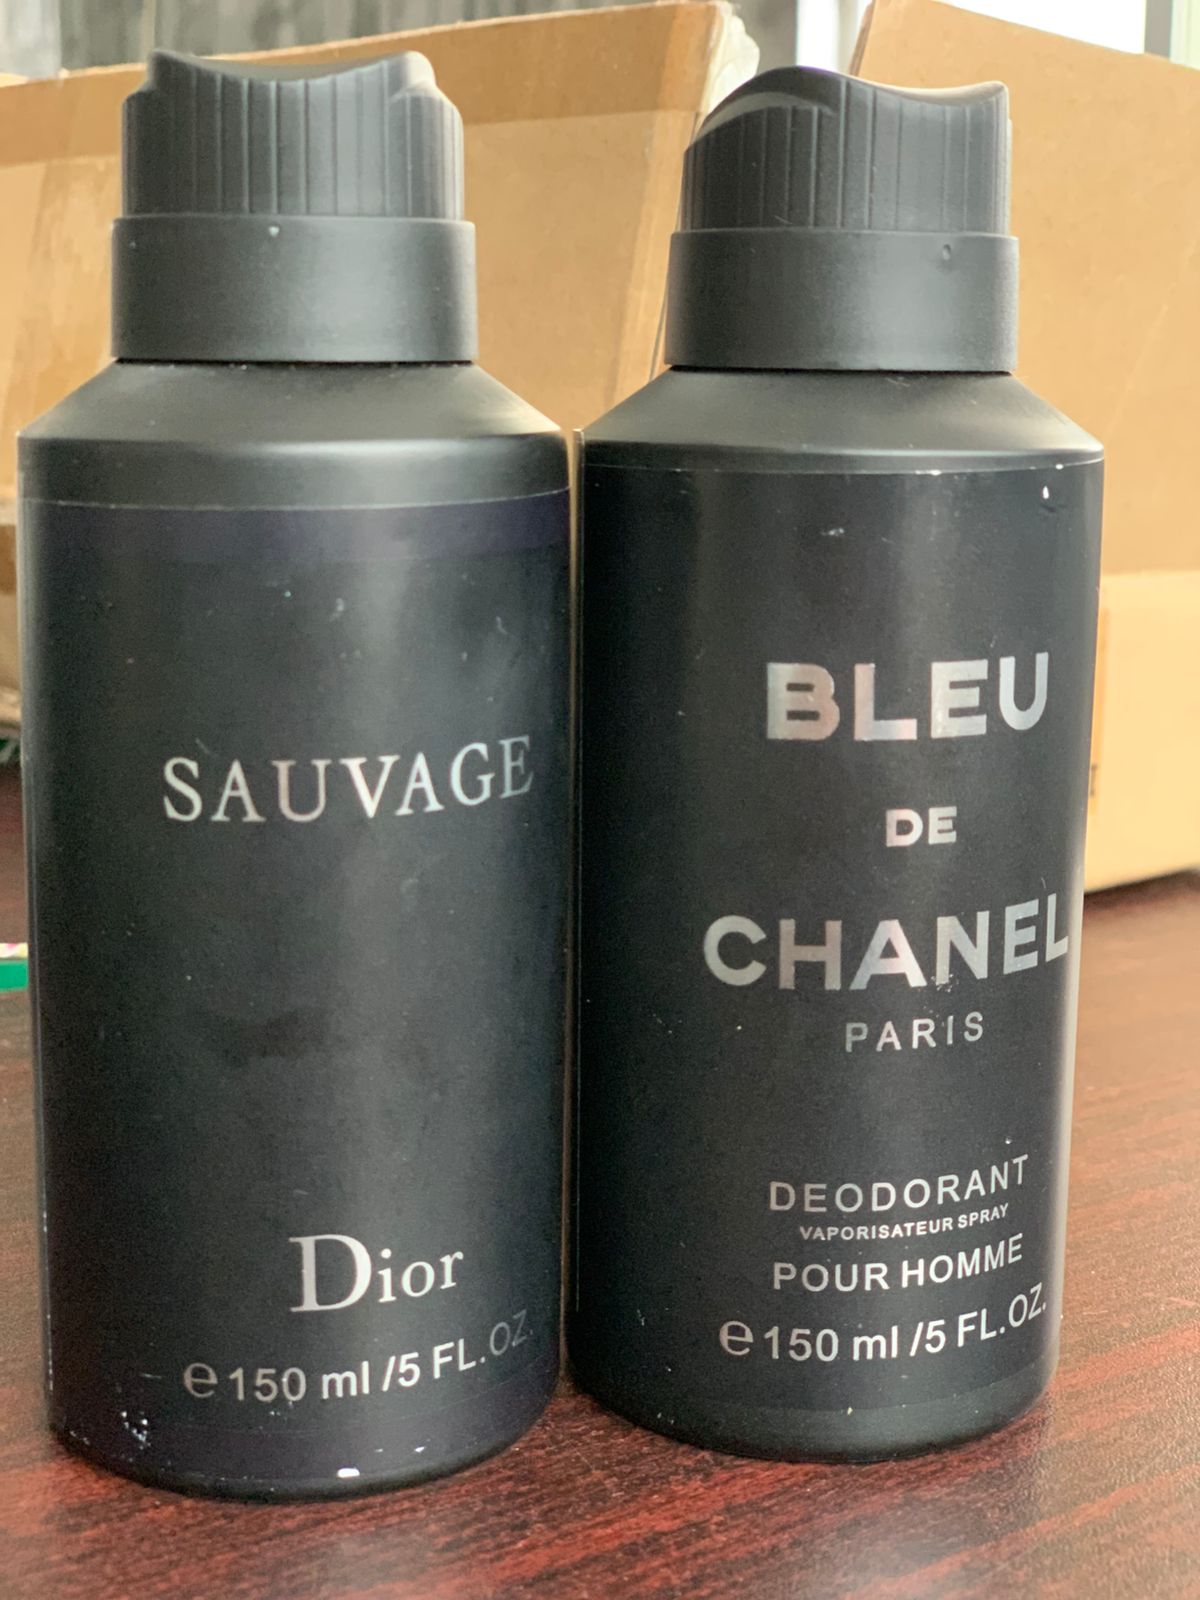 SAUVAGE
Dior
℮ 150 ml /5 FL. OZ.
BLEU
DE
CHANEL
PARIS
DEODORANT
VAPORISATEUR SPRAY
POUR HOMME
℮ 150 ml /5 FL. OZ.